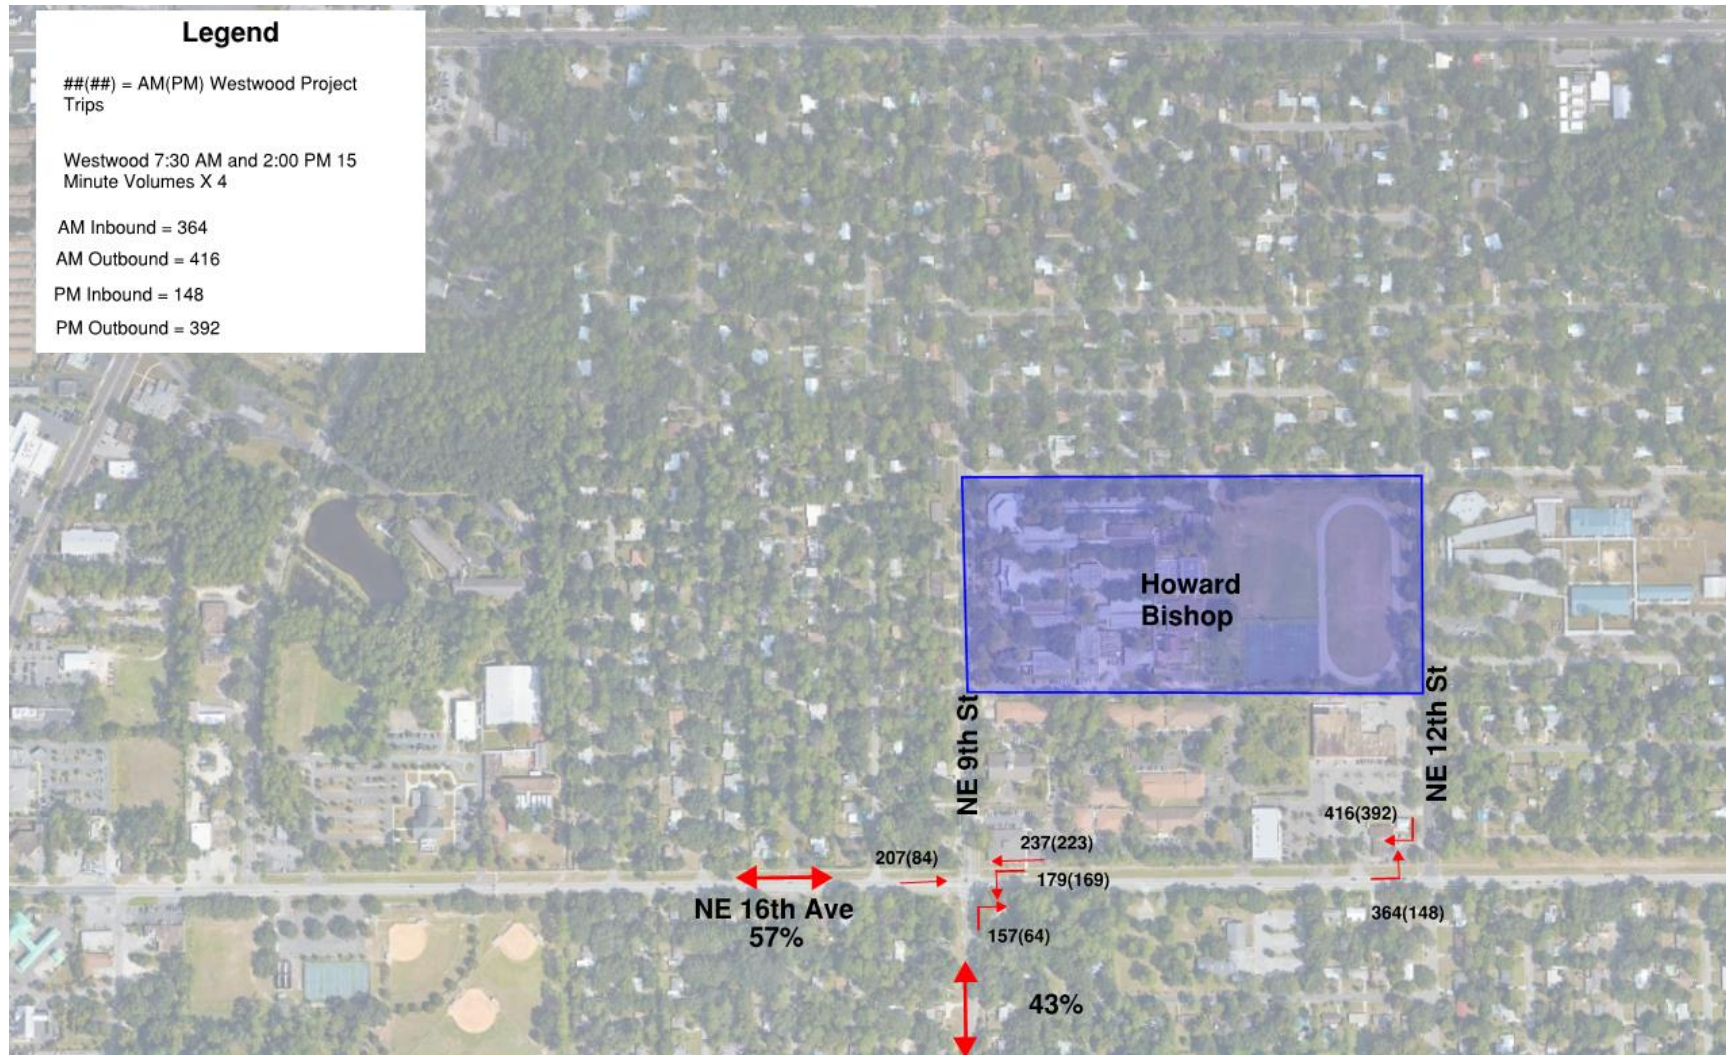 Legend
##(##) = AM(PM) Westwood Project
Trips
Westwood 7:30 AM and 2:00 PM 15
Minute Volumes X 4
AM Inbound = 364
AM Outbound = 416
PM Inbound = 148
PM Outbound = 392
Howard
Bishop
NE 9th St
NE 12th St
416(392)
237(223)
207(84)
179(169)
NE 16th Ave
57%
364(148)
157(64)
43%